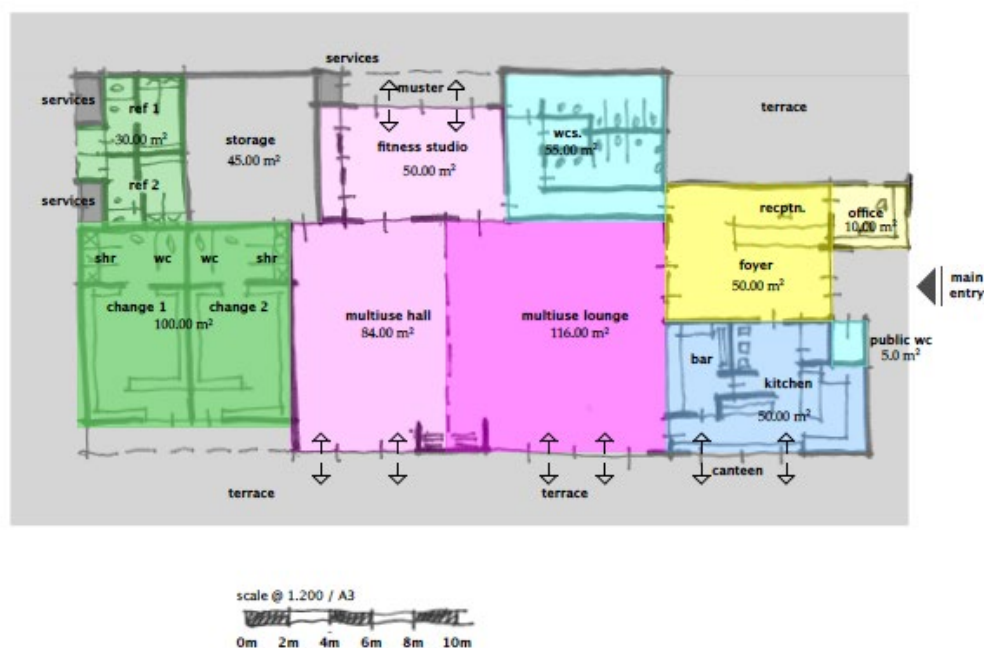 services
services
muster
ref 1
30.00 m²
storage
45.00 m²
fitness studio
50.00 m²
wcs.
55.00 m²
terrace
ref 2
services
recptn.
office
10.00 m²
shr
wc
wc
shr
foyer
50.00 m²
main
entry
change 1
change 2
100.00 m²
multiuse hall
84.00 m²
multiuse lounge
116.00 m²
public wc
5.0 m²
bar
kitchen
50.00 m²
canteen
terrace
terrace
scale @ 1.200 / A3
0m 2m 4m 6m 8m 10m